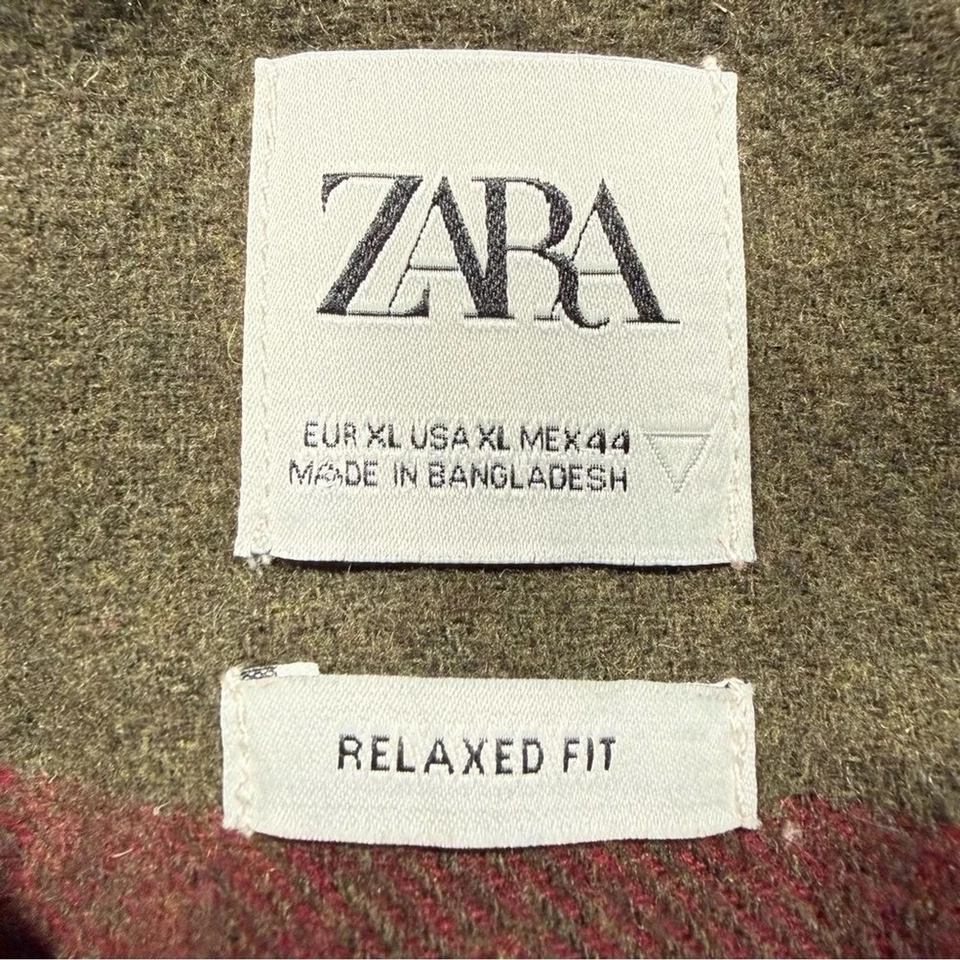 ZARA
EUR XL USA XL MEX 44
MADE IN BANGLADESH
RELAXED FIT